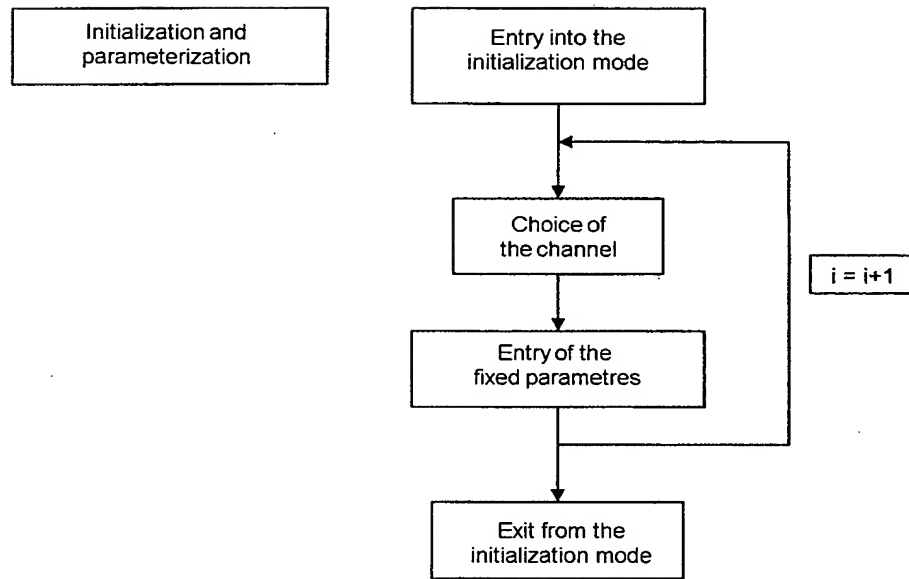 Initialization and
parameterization
Entry into the
initialization mode
Choice of
the channel
i = i+1
Entry of the
fixed parametres
Exit from the
initialization mode